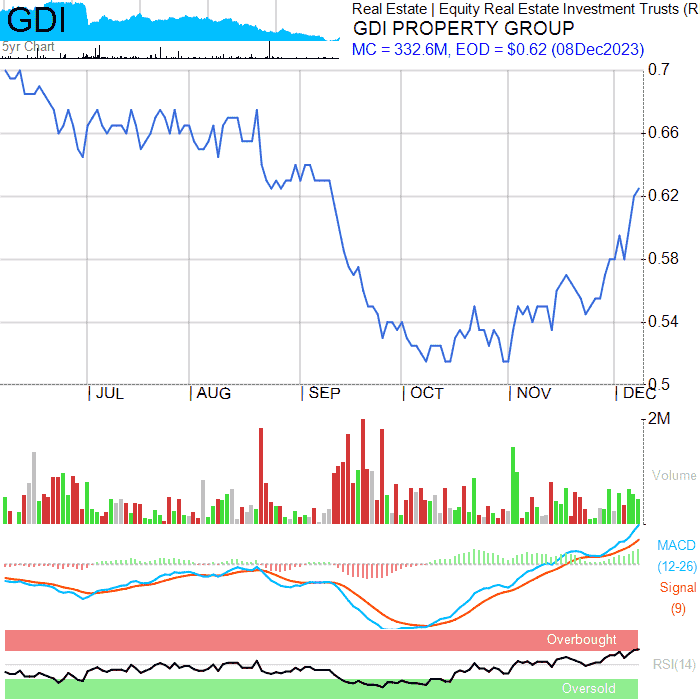 GDI
5yr Chart
Real Estate | Equity Real Estate Investment Trusts (R
GDI PROPERTY GROUP
MC = 332.6M, EOD = $0.62 (08Dec2023)
0.7
0.66
0.62
0.58
0.54
0.5
JUL AUG SEP OCT NOV DEC
2M
Volume
MACD
(12-26)
Signal
(9)
Overbought
RSI(14)
Oversold